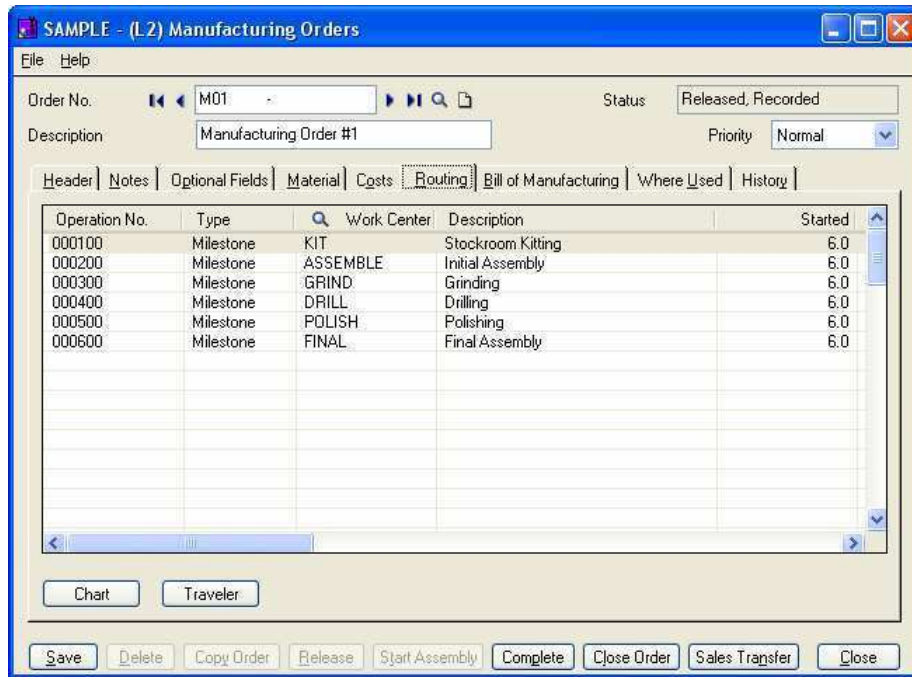 SAMPLE - (L2) Manufacturing Orders
File Help
Order No. M01 - Status Released, Recorded
Description Manufacturing Order #1 Priority Normal
Header Notes Optional Fields Material Costs Routing Bill of Manufacturing Where Used History
Operation No. Type Work Center Description Started
000100 Milestone KIT Stockroom Kitting 6.0
000200 Milestone ASSEMBLE Initial Assembly 6.0
000300 Milestone GRIND Grinding 6.0
000400 Milestone DRILL Drilling 6.0
000500 Milestone POLISH Polishing 6.0
000600 Milestone FINAL Final Assembly 6.0
Chart Traveler
Save Delete Copy Order Release Start Assembly Complete Close Order Sales Transfer Close